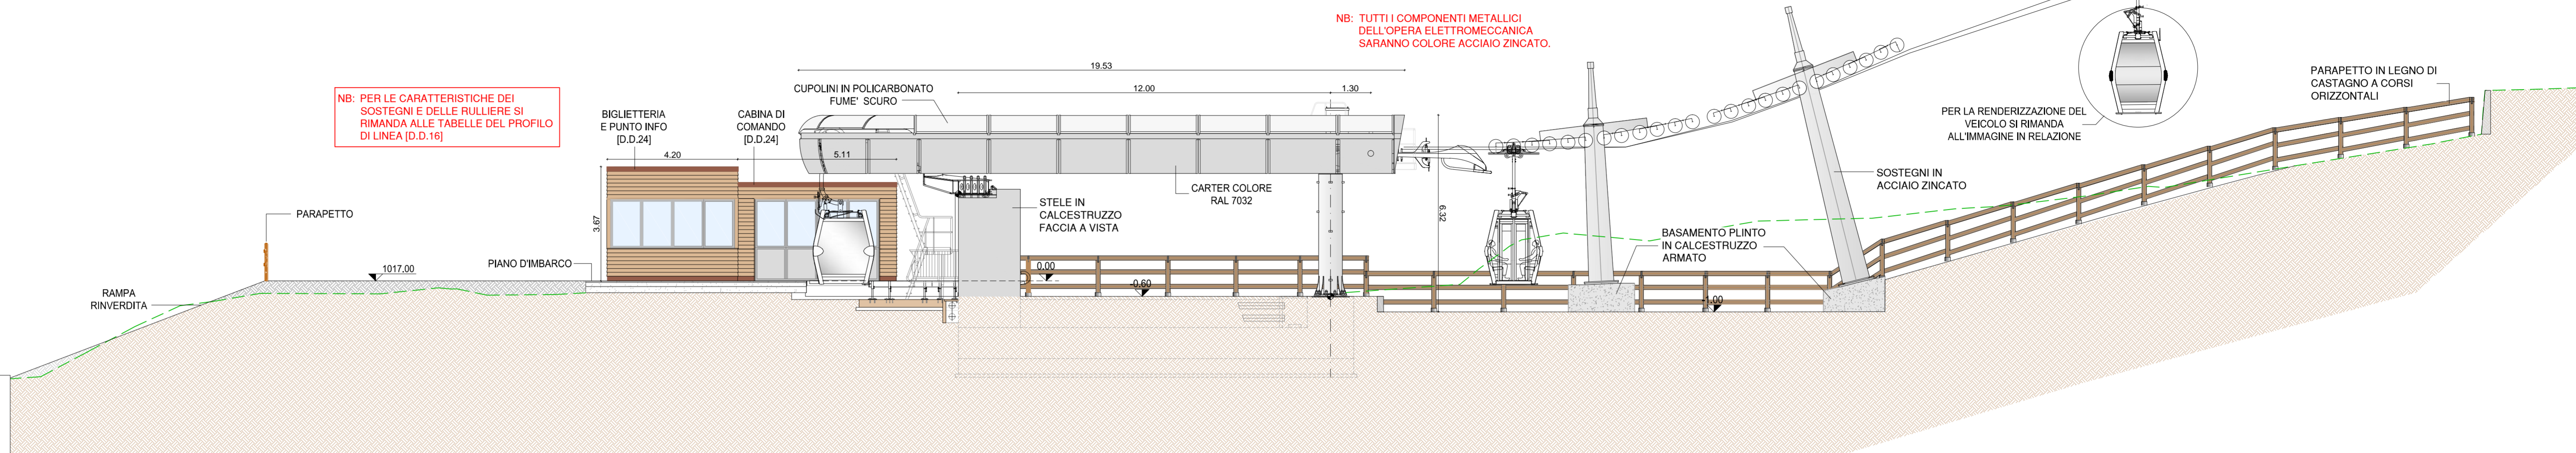 NB: TUTTI I COMPONENTI METALLICI
DELL'OPERA ELETTROMECCANICA
SARANNO COLORE ACCIAIO ZINCATO.
NB: PER LE CARATTERISTICHE DEI
SOSTEGNI E DELLE RULLIERE SI
RIMANDA ALLE TABELLE DEL PROFILO
DI LINEA [D.D.16]
BIGLIETTERIA
E PUNTO INFO
[D.D.24]
CABINA DI
COMANDO
[D.D.24]
CUPOLINI IN POLICARBONATO
FUME' SCURO
19.53
12.00
1.30
4.20
5.11
3.67
6.32
CARTER COLORE
RAL 7032
STELE IN
CALCESTRUZZO
FACCIA A VISTA
PARAPETTO
1017,00
PIANO D'IMBARCO
RAMPA
RINVERDITA
0.00
-0.60
-1.00
BASAMENTO PLINTO
IN CALCESTRUZZO
ARMATO
SOSTEGNI IN
ACCIAIO ZINCATO
PER LA RENDERIZZAZIONE DEL
VEICOLO SI RIMANDA
ALL'IMMAGINE IN RELAZIONE
PARAPETTO IN LEGNO DI
CASTAGNO A CORSI
ORIZZONTALI